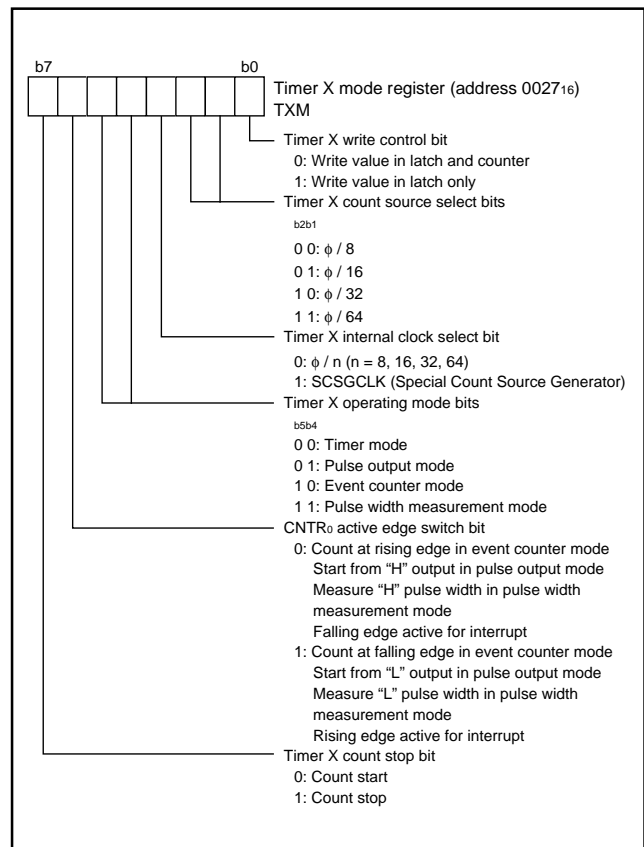 b7 b0
Timer X mode register (address 0027₁₆)
TXM
Timer X write control bit
0: Write value in latch and counter
1: Write value in latch only
Timer X count source select bits
b2b1
0 0: ϕ / 8
0 1: ϕ / 16
1 0: ϕ / 32
1 1: ϕ / 64
Timer X internal clock select bit
0: ϕ / n (n = 8, 16, 32, 64)
1: SCSGCLK (Special Count Source Generator)
Timer X operating mode bits
b5b4
0 0: Timer mode
0 1: Pulse output mode
1 0: Event counter mode
1 1: Pulse width measurement mode
CNTR₀ active edge switch bit
0: Count at rising edge in event counter mode
Start from “H” output in pulse output mode
Measure “H” pulse width in pulse width
measurement mode
Falling edge active for interrupt
1: Count at falling edge in event counter mode
Start from “L” output in pulse output mode
Measure “L” pulse width in pulse width
measurement mode
Rising edge active for interrupt
Timer X count stop bit
0: Count start
1: Count stop